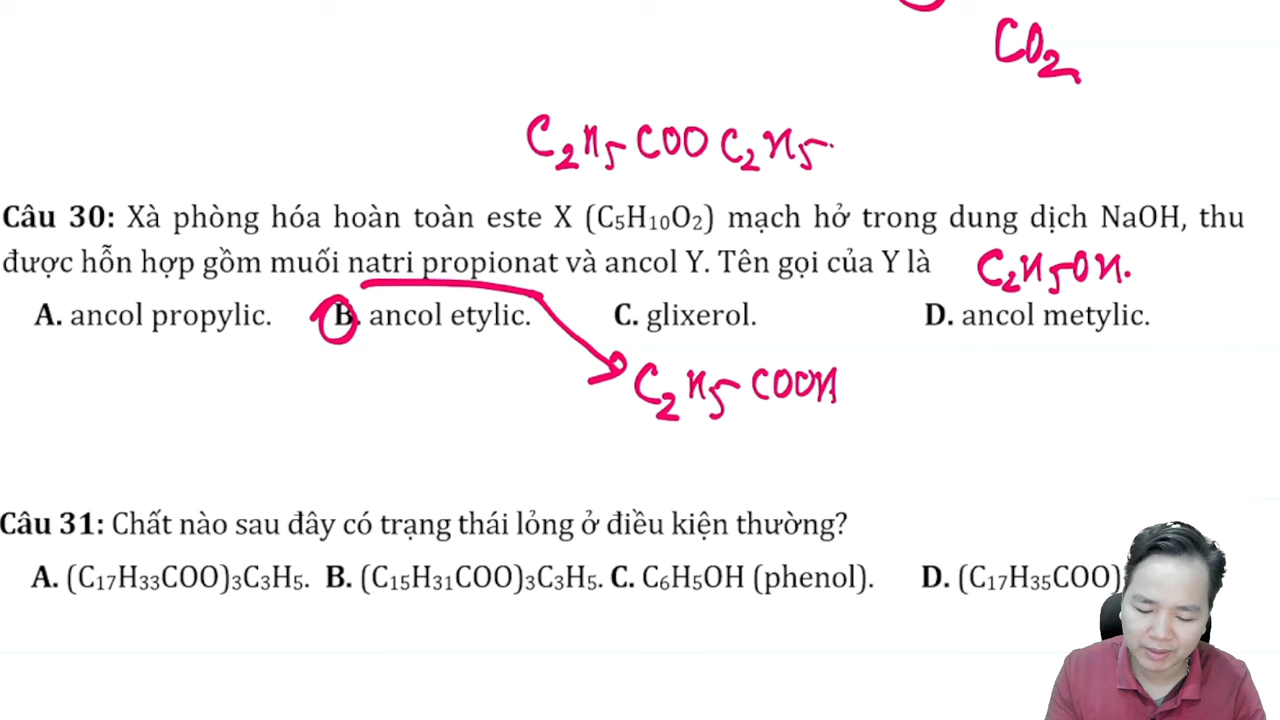 CO2
C2H5COOC2H5.
Câu 30: Xà phòng hóa hoàn toàn este X (C5H10O2) mạch hở trong dung dịch NaOH, thu
được hỗn hợp gồm muối natri propionat và ancol Y. Tên gọi của Y là C2H5OH.
A. ancol propylic. B. ancol etylic. C. glixerol. D. ancol metylic.
C2H5COOH
Câu 31: Chất nào sau đây có trạng thái lỏng ở điều kiện thường?
A. (C17H33COO)3C3H5. B. (C15H31COO)3C3H5. C. C6H5OH (phenol). D. (C17H35COO)